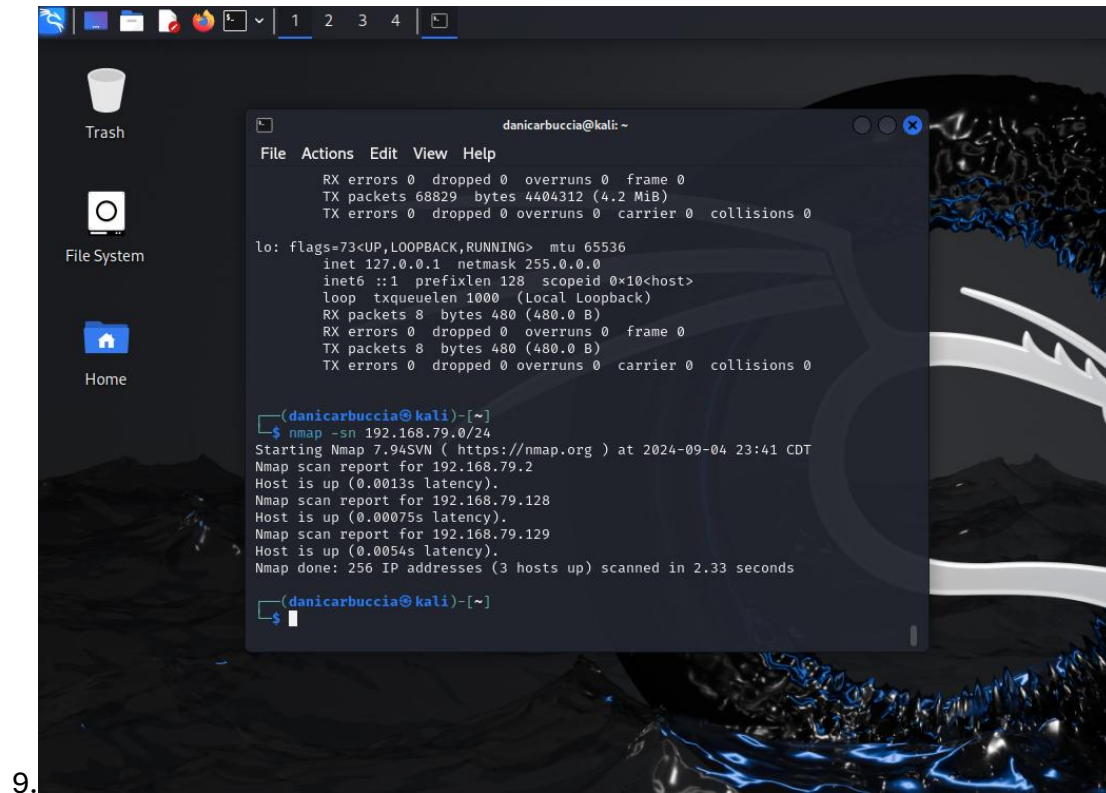 1 2 3 4
Trash
File System
Home
danicarbuccia@kali: ~
File Actions Edit View Help
RX errors 0 dropped 0 overruns 0 frame 0
TX packets 68829 bytes 4404312 (4.2 MiB)
TX errors 0 dropped 0 overruns 0 carrier 0 collisions 0
lo: flags=73<UP,LOOPBACK,RUNNING> mtu 65536
inet 127.0.0.1 netmask 255.0.0.0
inet6 ::1 prefixlen 128 scopeid 0×10<host>
loop txqueuelen 1000 (Local Loopback)
RX packets 8 bytes 480 (480.0 B)
RX errors 0 dropped 0 overruns 0 frame 0
TX packets 8 bytes 480 (480.0 B)
TX errors 0 dropped 0 overruns 0 carrier 0 collisions 0
┌──(danicarbuccia㉿kali)-[~]
└─$ nmap -sn 192.168.79.0/24
Starting Nmap 7.94SVN ( https://nmap.org ) at 2024-09-04 23:41 CDT
Nmap scan report for 192.168.79.2
Host is up (0.0013s latency).
Nmap scan report for 192.168.79.128
Host is up (0.00075s latency).
Nmap scan report for 192.168.79.129
Host is up (0.0054s latency).
Nmap done: 256 IP addresses (3 hosts up) scanned in 2.33 seconds
┌──(danicarbuccia㉿kali)-[~]
└─$
9.